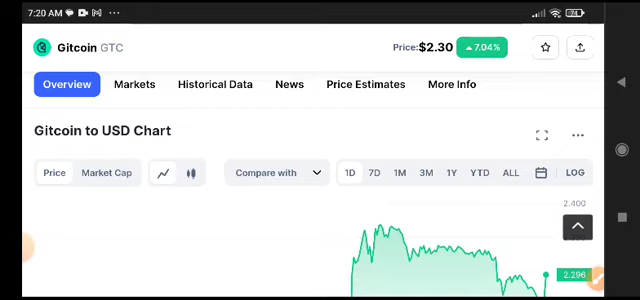 7:20 AM
74
Gitcoin GTC
Price:$2.30
7.04%
Overview Markets Historical Data News Price Estimates More Info
Gitcoin to USD Chart
Price Market Cap Compare with 1D 7D 1M 3M 1Y YTD ALL LOG
2.400
2.296